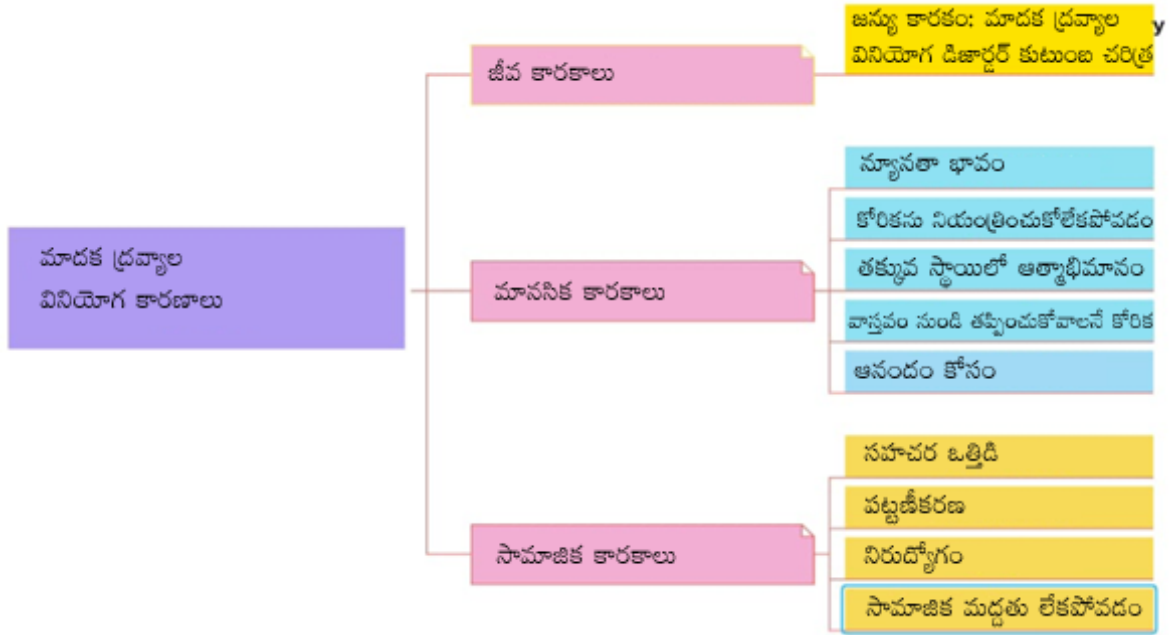 మాదక ద్రవ్యాల
వినియోగ కారణాలు
జీవ కారకాలు
జన్యు కారకం: మాదక ద్రవ్యాల y
వినియోగ డిజార్డర్ కుటుంబ చరిత్ర
మానసిక కారకాలు
న్యూనతా భావం
కోరికను నియంత్రించుకోలేకపోవడం
తక్కువ స్థాయిలో ఆత్మాభిమానం
వాస్తవం నుండి తప్పించుకోవాలనే కోరిక
ఆనందం కోసం
సామాజిక కారకాలు
సహచర ఒత్తిడి
పట్టణీకరణ
నిరుద్యోగం
సామాజిక మద్దతు లేకపోవడం